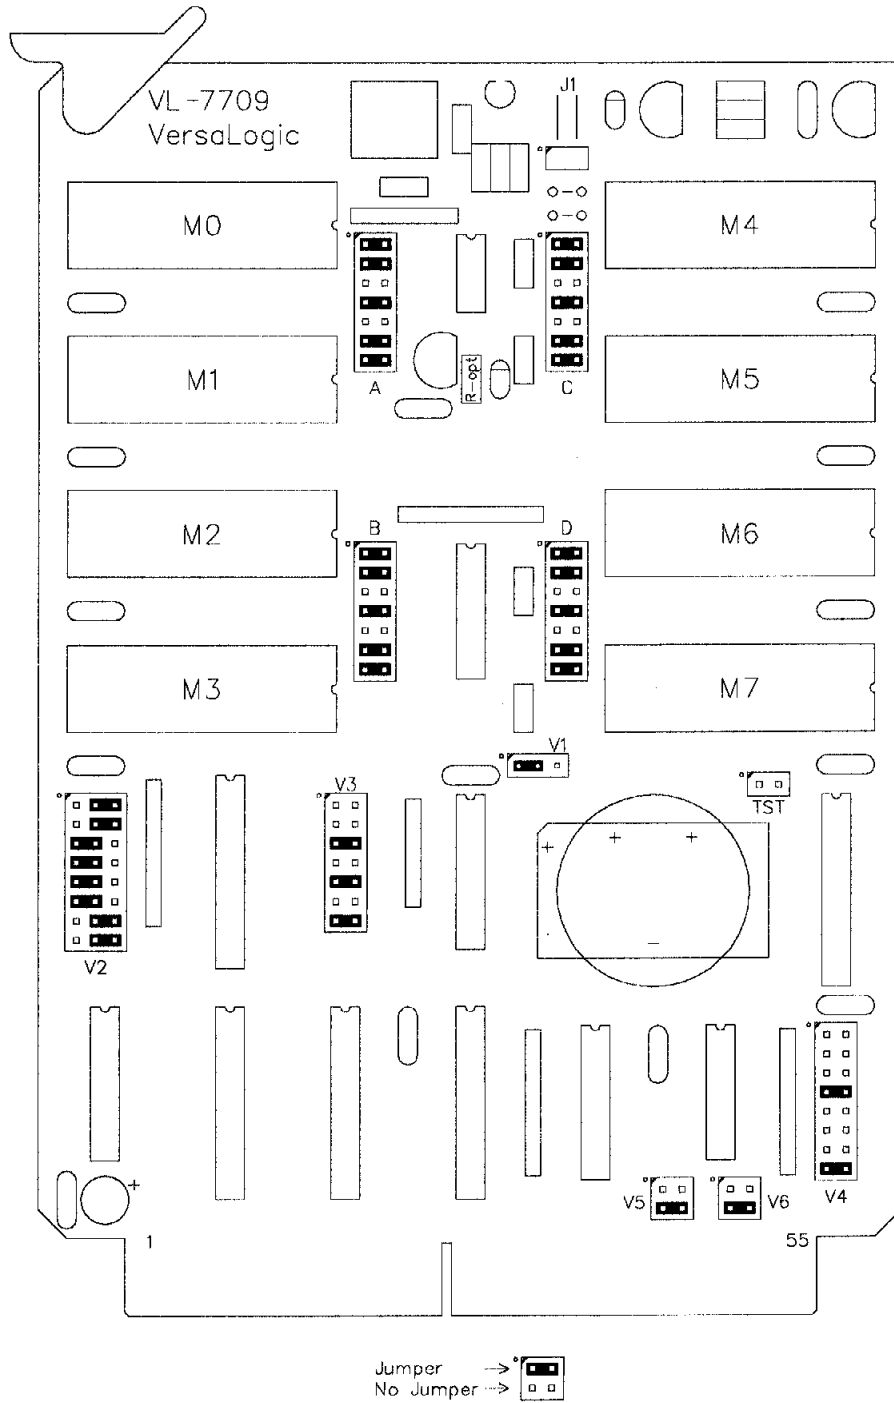 VL-7709
VersaLogic
J1
M0
M4
M1
A
R-opt
C
M5
M2
B
D
M6
M3
M7
V1
V3
TST
+ + +
-
V2
+
V5
V6
V4
1
55
Jumper
No Jumper